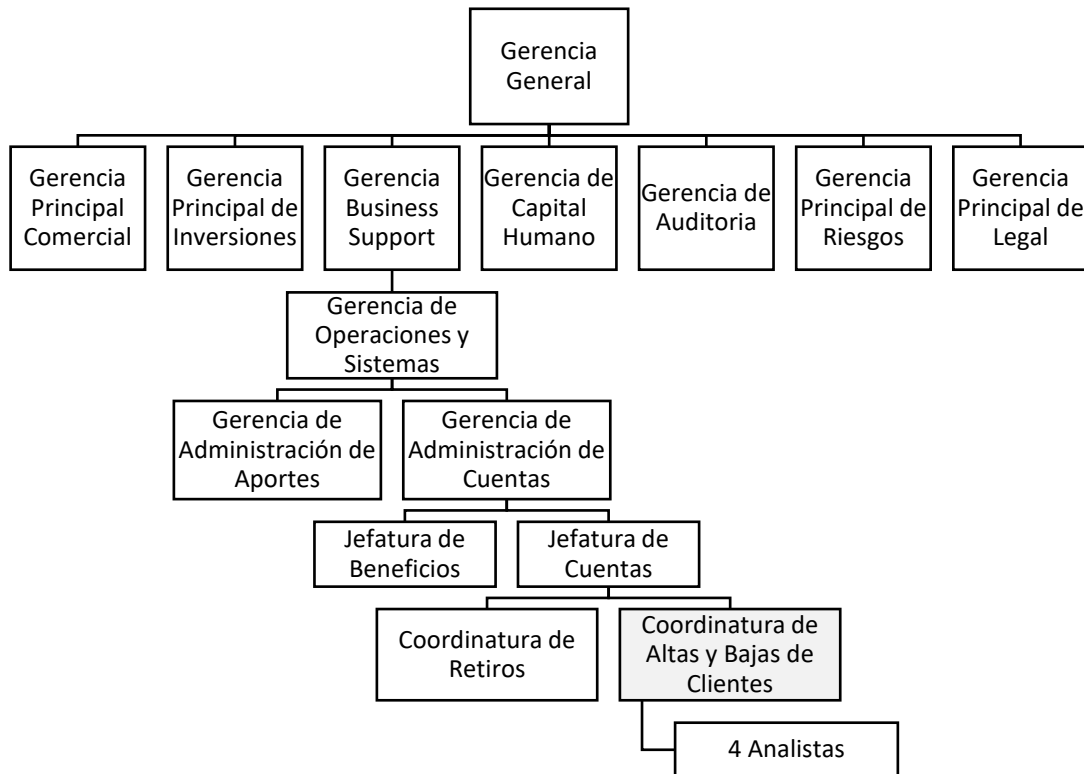 Gerencia
General
Gerencia
Principal
Comercial
Gerencia
Principal de
Inversiones
Gerencia
Business
Support
Gerencia de
Capital
Humano
Gerencia de
Auditoria
Gerencia
Principal de
Riesgos
Gerencia
Principal de
Legal
Gerencia de
Operaciones y
Sistemas
Gerencia de
Administración de
Aportes
Gerencia de
Administración de
Cuentas
Jefatura de
Beneficios
Jefatura de
Cuentas
Coordinatura de
Retiros
Coordinatura de
Altas y Bajas de
Clientes
4 Analistas